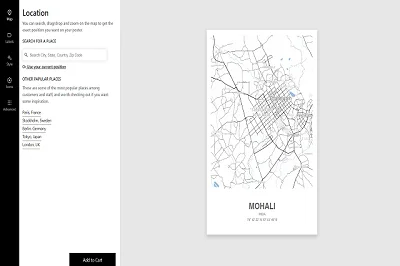 Map
Labels
Style
Icons
Advanced
Location
You can search, drag/drop and zoom on the map to get the
exact position you want on your poster.
SEARCH FOR A PLACE
Search City, State, Country, Zip Code
Or Use your current position
OTHER POPULAR PLACES
These are some of the most popular places among
customers and staff, and worth checking out if you want
some inspiration.
Paris, France
Stockholm, Sweden
Berlin, Germany
Tokyo, Japan
London, UK
Add to Cart
MOHALI
INDIA